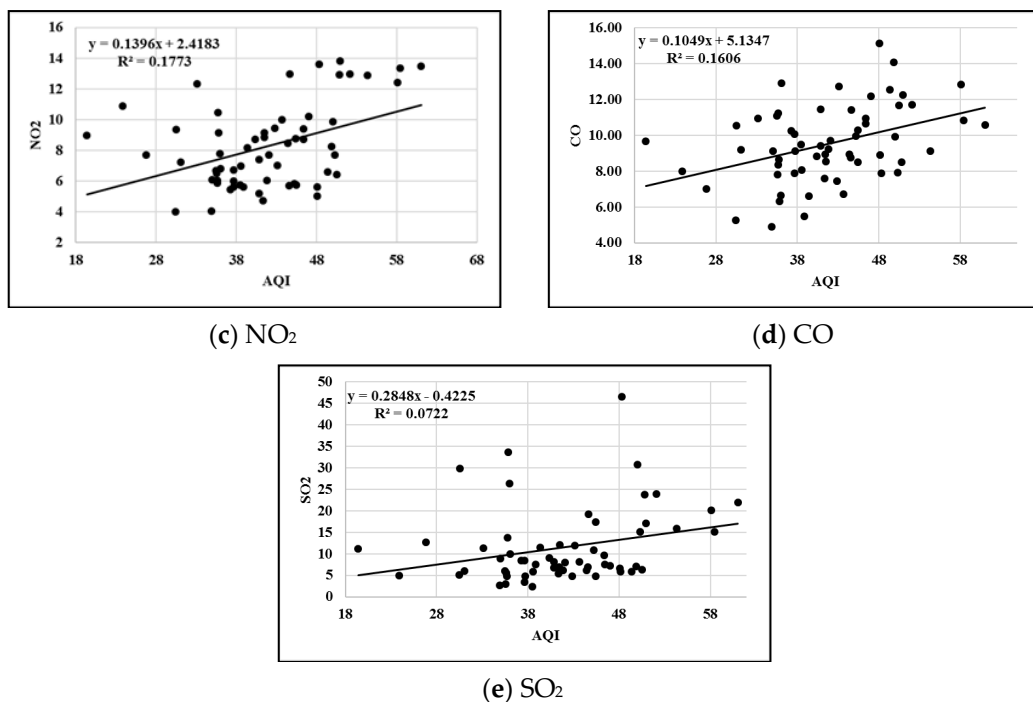 16
14
12
10
8
6
4
2
NO2
y = 0.1396x + 2.4183
R² = 0.1773
18 28 38 48 58 68
AQI
(c) NO₂
16.00
14.00
12.00
10.00
8.00
6.00
4.00
CO
y = 0.1049x + 5.1347
R² = 0.1606
18 28 38 48 58
AQI
(d) CO
50
45
40
35
30
25
20
15
10
5
0
SO2
y = 0.2848x - 0.4225
R² = 0.0722
18 28 38 48 58
AQI
(e) SO₂